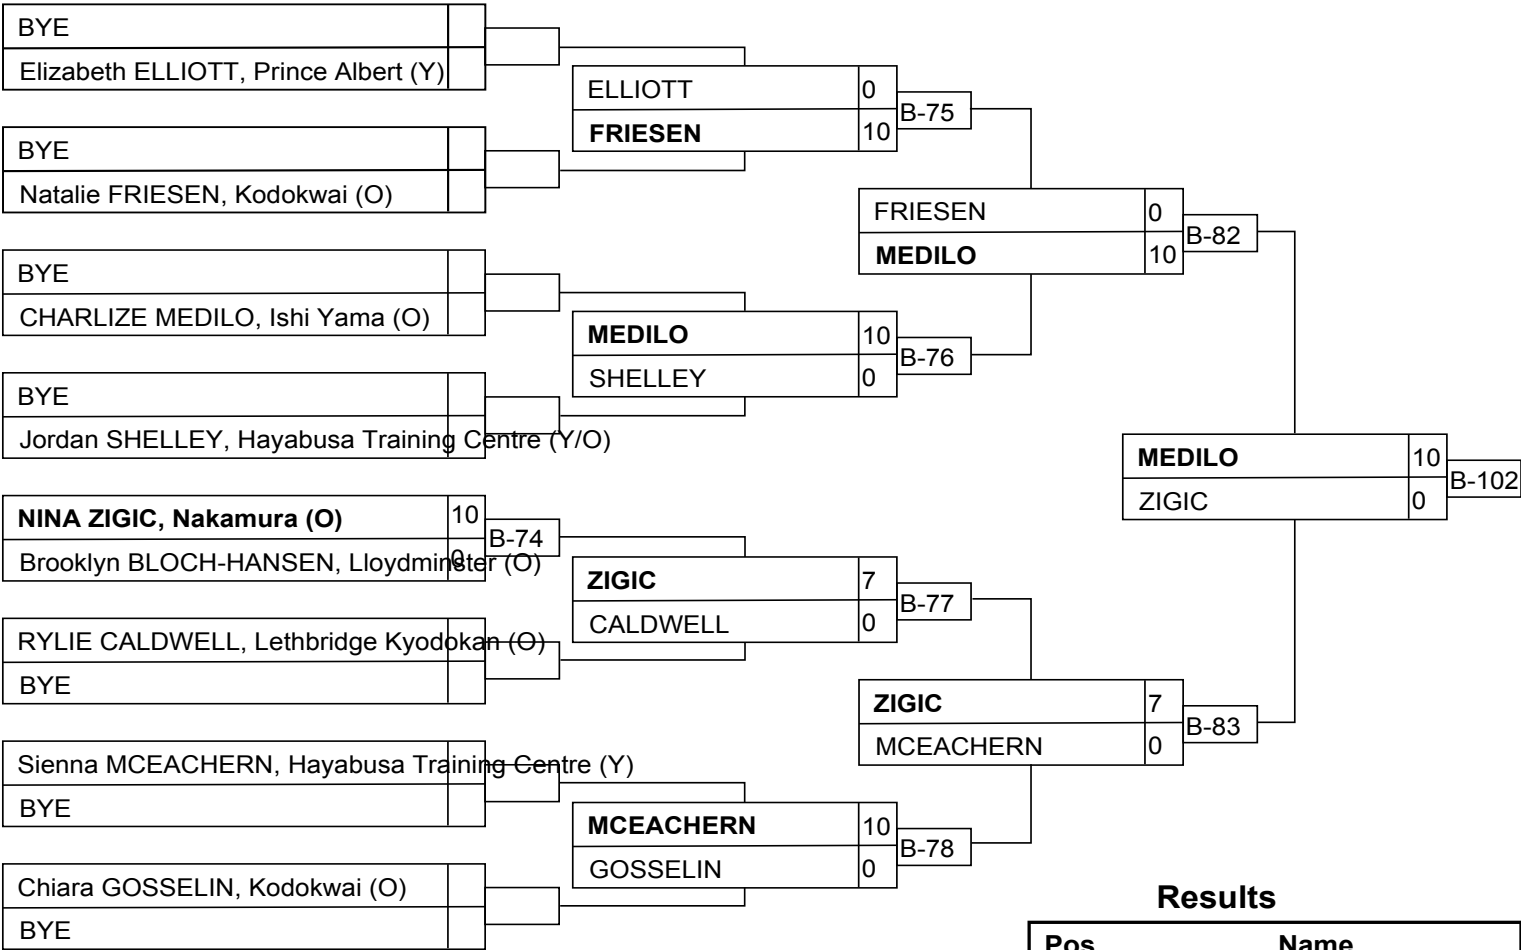 BYE
Elizabeth ELLIOTT, Prince Albert (Y)
BYE
Natalie FRIESEN, Kodokwai (O)
BYE
CHARLIZE MEDILO, Ishi Yama (O)
BYE
Jordan SHELLEY, Hayabusa Training Centre (Y/O)
NINA ZIGIC, Nakamura (O) 10
Brooklyn BLOCH-HANSEN, Lloydminster (O) 0
B-74
RYLIE CALDWELL, Lethbridge Kyodokan (O)
BYE
Sienna MCEACHERN, Hayabusa Training Centre (Y)
BYE
Chiara GOSSELIN, Kodokwai (O)
BYE
ELLIOTT 0
FRIESEN 10
B-75
MEDILO 10
SHELLEY 0
B-76
ZIGIC 7
CALDWELL 0
B-77
MCEACHERN 10
GOSSELIN 0
B-78
FRIESEN 0
MEDILO 10
B-82
ZIGIC 7
MCEACHERN 0
B-83
MEDILO 10
ZIGIC 0
B-102
Results
Pos Name